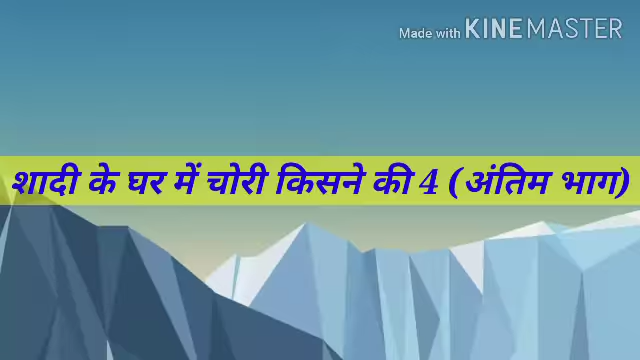 Made with KINEMASTER
शादी के घर में चोरी किसने की 4 (अंतिम भाग)